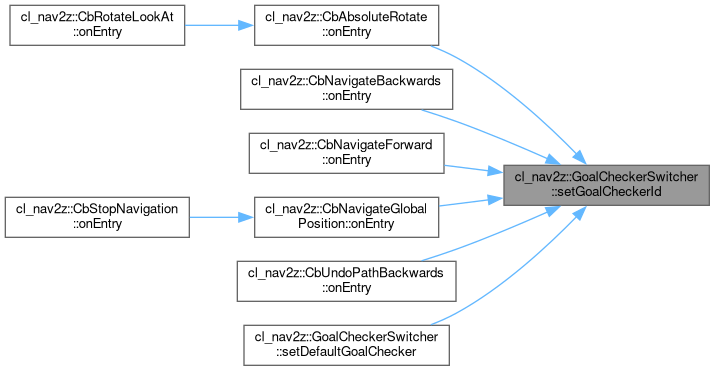 cl_nav2z::CbRotateLookAt
::onEntry
cl_nav2z::CbAbsoluteRotate
::onEntry
cl_nav2z::CbNavigateBackwards
::onEntry
cl_nav2z::CbNavigateForward
::onEntry
cl_nav2z::GoalCheckerSwitcher
::setGoalCheckerId
cl_nav2z::CbStopNavigation
::onEntry
cl_nav2z::CbNavigateGlobal
Position::onEntry
cl_nav2z::CbUndoPathBackwards
::onEntry
cl_nav2z::GoalCheckerSwitcher
::setDefaultGoalChecker